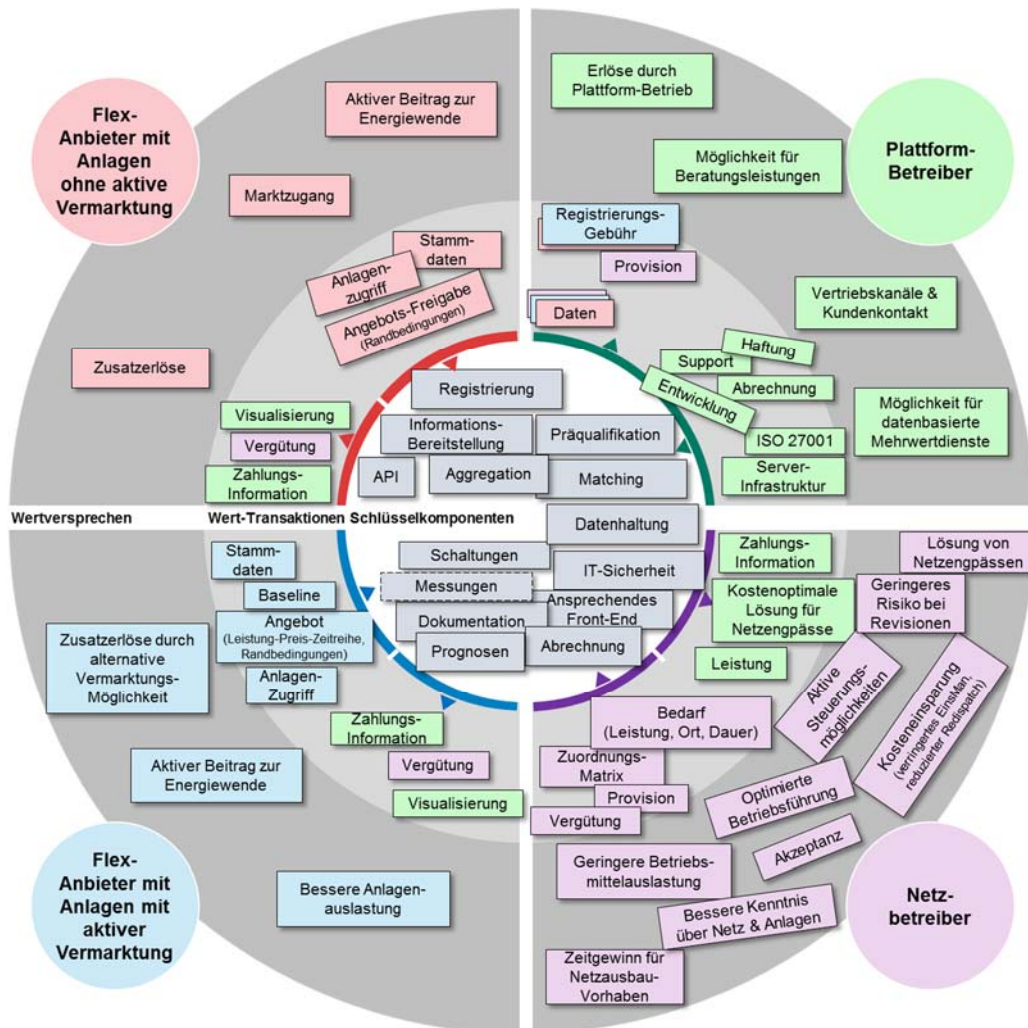 Flex-
Anbieter mit
Anlagen
ohne aktive
Vermarktung
Aktiver Beitrag zur
Energiewende
Marktzugang
Zusatzerlöse
Stamm-
daten
Anlagen-
zugriff
Angebots-Freigabe
(Randbedingungen)
Visualisierung
Vergütung
Zahlungs-
Information
Plattform-
Betreiber
Erlöse durch
Plattform-Betrieb
Möglichkeit für
Beratungsleistungen
Registrierungs-
Gebühr
Provision
Daten
Vertriebskanäle &
Kundenkontakt
Haftung
Support
Abrechnung
Entwicklung
ISO 27001
Server-
Infrastruktur
Möglichkeit für
datenbasierte
Mehrwertdienste
Registrierung
Informations-
Bereitstellung
Präqualifikation
API
Aggregation
Matching
Wertversprechen
Wert-Transaktionen
Schlüsselkomponenten
Datenhaltung
Schaltungen
IT-Sicherheit
Messungen
Ansprechendes
Front-End
Dokumentation
Prognosen
Abrechnung
Stamm-
daten
Baseline
Angebot
(Leistung-Preis-Zeitreihe,
Randbedingungen)
Anlagen-
Zugriff
Zusatzerlöse durch
alternative
Vermarktungs-
Möglichkeit
Zahlungs-
Information
Vergütung
Visualisierung
Aktiver Beitrag zur
Energiewende
Bessere Anlagen-
auslastung
Flex-
Anbieter mit
Anlagen mit
aktiver
Vermarktung
Zahlungs-
Information
Lösung von
Netzengpässen
Kostenoptimale
Lösung für
Netzengpässe
Geringeres
Risiko bei
Revisionen
Leistung
Aktive
Steuerungs-
möglichkeiten
Kosteneinsparung
(verringertes EinsMan,
reduzierter Redispatch)
Bedarf
(Leistung, Ort, Dauer)
Zuordnungs-
Matrix
Provision
Vergütung
Optimierte
Betriebsführung
Akzeptanz
Geringere Betriebs-
mittelauslastung
Bessere Kenntnis
über Netz & Anlagen
Zeitgewinn für
Netzausbau-
Vorhaben
Netz-
betreiber